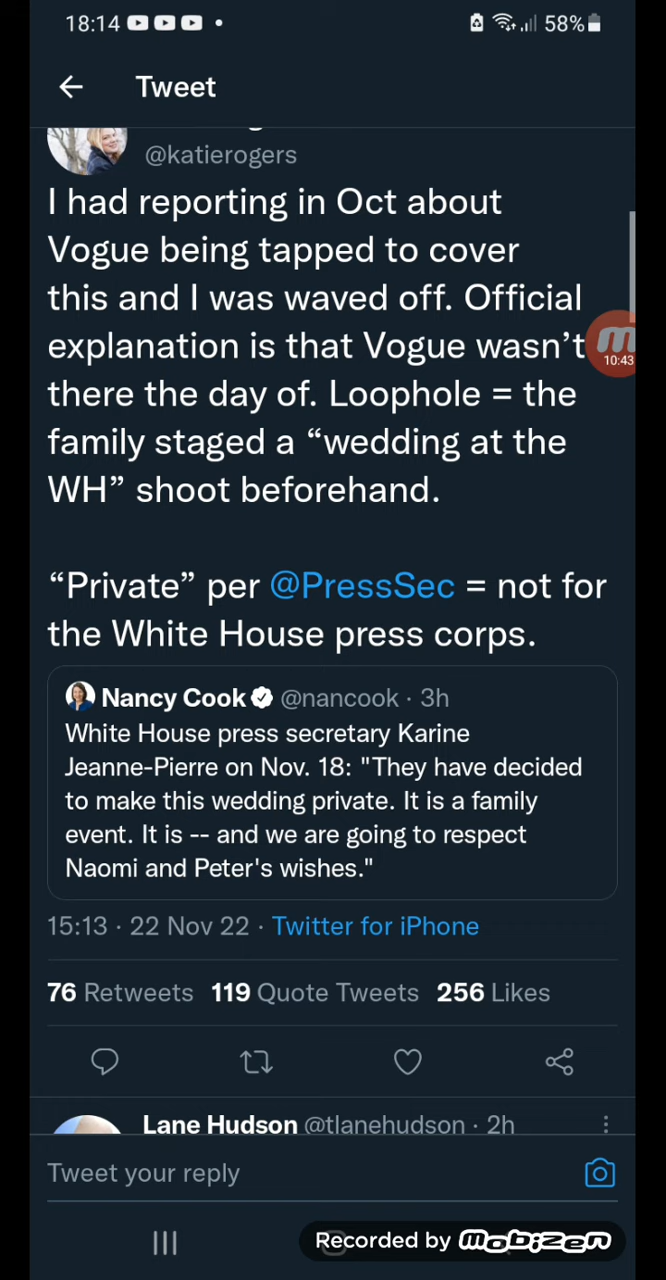 18:14 58%
Tweet
@katierogers
I had reporting in Oct about
Vogue being tapped to cover
this and I was waved off. Official
explanation is that Vogue wasn’t
there the day of. Loophole = the
family staged a “wedding at the
WH” shoot beforehand.
10:43
“Private” per @PressSec = not for
the White House press corps.
Nancy Cook @nancook · 3h
White House press secretary Karine
Jeanne-Pierre on Nov. 18: "They have decided
to make this wedding private. It is a family
event. It is -- and we are going to respect
Naomi and Peter's wishes."
15:13 · 22 Nov 22 · Twitter for iPhone
76 Retweets 119 Quote Tweets 256 Likes
Lane Hudson @tlanehudson · 2h
Tweet your reply
Recorded by mobizen